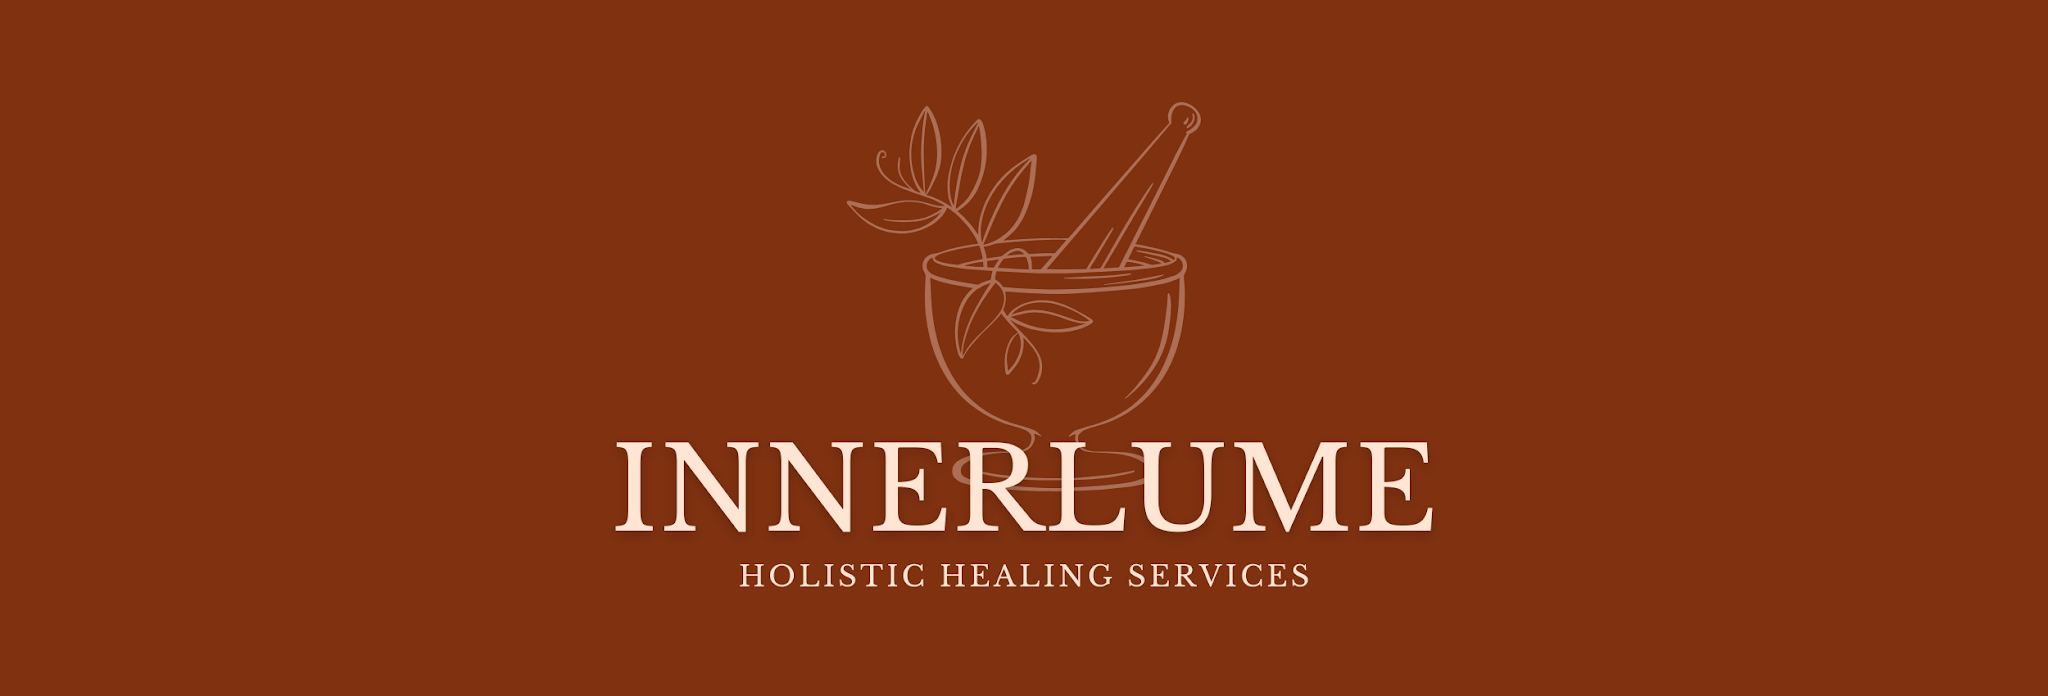 INNERLUME
HOLISTIC HEALING SERVICES